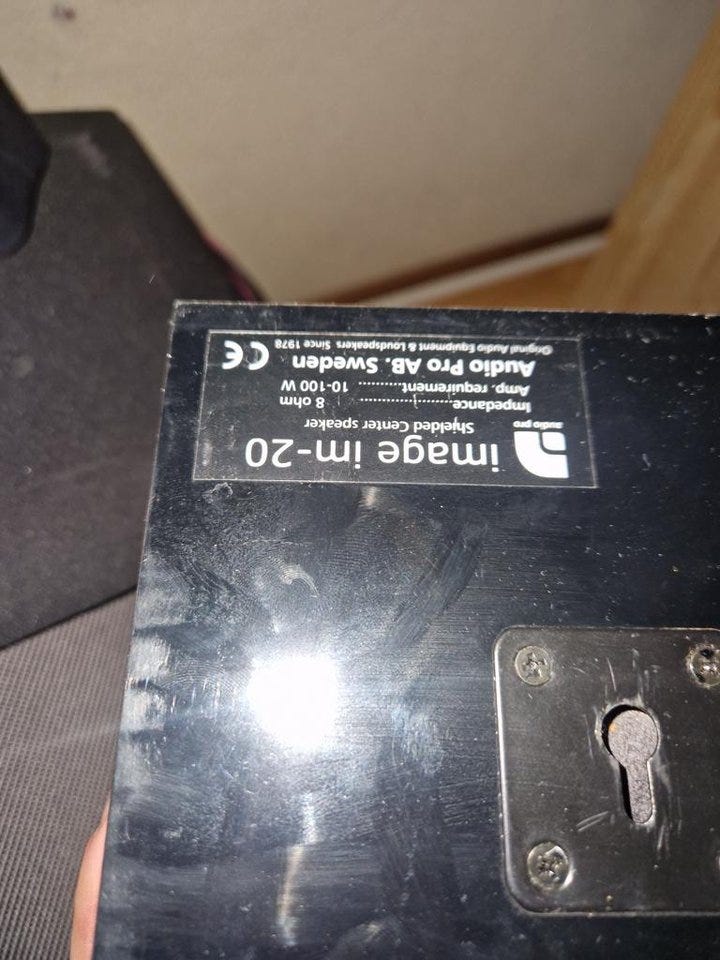 image im-20
Shielded Center speaker
audio pro
Impedance.................... 8 ohm
Amp. requirement.......... 10-100 W
Audio Pro AB. Sweden
Original Audio Equipment & Loudspeakers Since 1978
CE